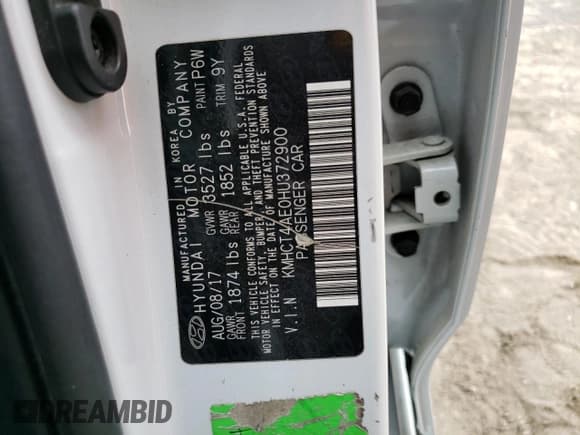 MANUFACTURED IN KOREA BY
HYUNDAI MOTOR COMPANY
AUG/08/17 GVWR 3527 lbs PAINT P6W
GAWR FRONT 1874 lbs GAWR REAR 1852 lbs TRIM 9Y
THIS VEHICLE CONFORMS TO ALL APPLICABLE U.S.A. FEDERAL
MOTOR VEHICLE SAFETY, BUMPER, AND THEFT PREVENTION STANDARDS
IN EFFECT ON THE DATE OF MANUFACTURE SHOWN ABOVE
V.I.N KMHCT4AE0HU372900
PASSENGER CAR
DREAMBID